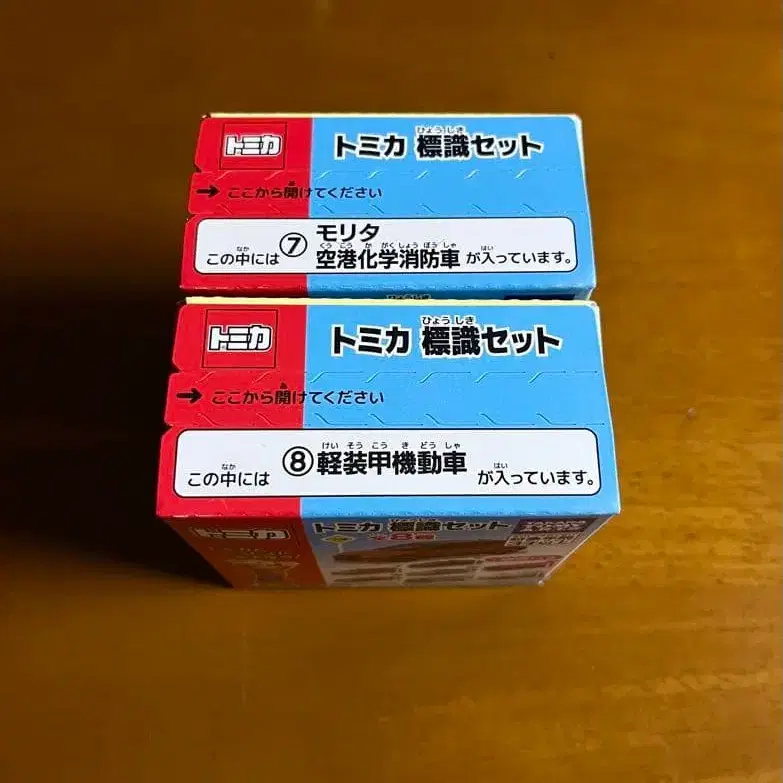 トミカ
ひょう しき
トミカ 標識セット
→ ここから開けてください
モリタ
くう こう か がくしょう ぼう しゃ
なか
はい
この中には ⑦ 空港化学消防車 が入っています。
トミカ
ひょう しき
トミカ 標識セット
→ ここから開けてください
けい そう こう き どう しゃ
なか
はい
この中には ⑧ 軽装甲機動車 が入っています。
トミカ
トミカ 標識セット
全8種